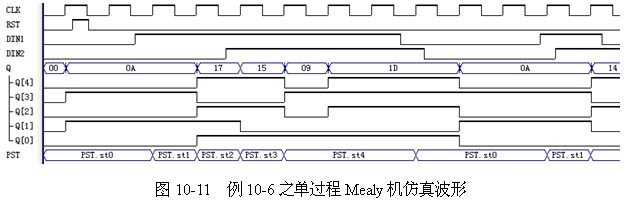 CLK
RST
DIN1
DIN2
Q 00 0A 17 15 09 1D 0A 14
Q[4]
Q[3]
Q[2]
Q[1]
Q[0]
PST PST.st0 PST.st1 PST.st2 PST.st3 PST.st4 PST.st0 PST.st1
图 10-11 例 10-6 之单过程 Mealy 机仿真波形